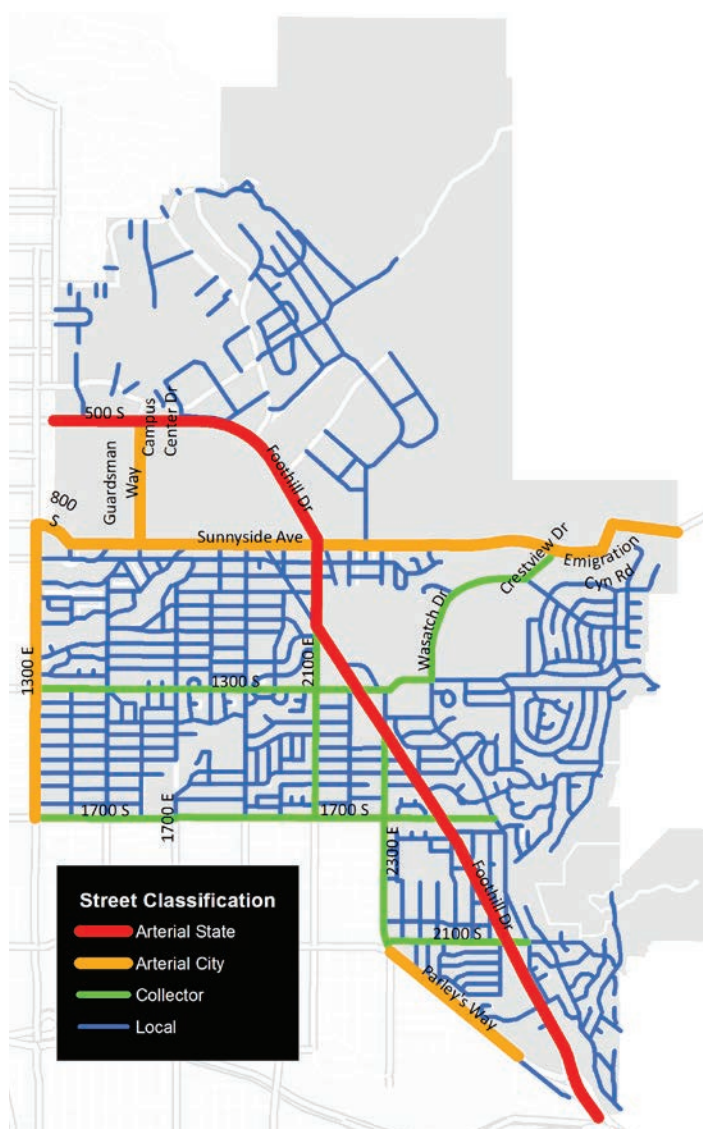 500 S
Campus
Center Dr
Guardsman
Way
Foothill Dr
800
S
Sunnyside Ave
Crestview Dr
Emigration
Cyn Rd
Wasatch Dr
2100 E
1300 E
1300 S
1700 S
1700 E
1700 S
2300 E
Foothill Dr
2100 S
Parley's Way
Street Classification
Arterial State
Arterial City
Collector
Local